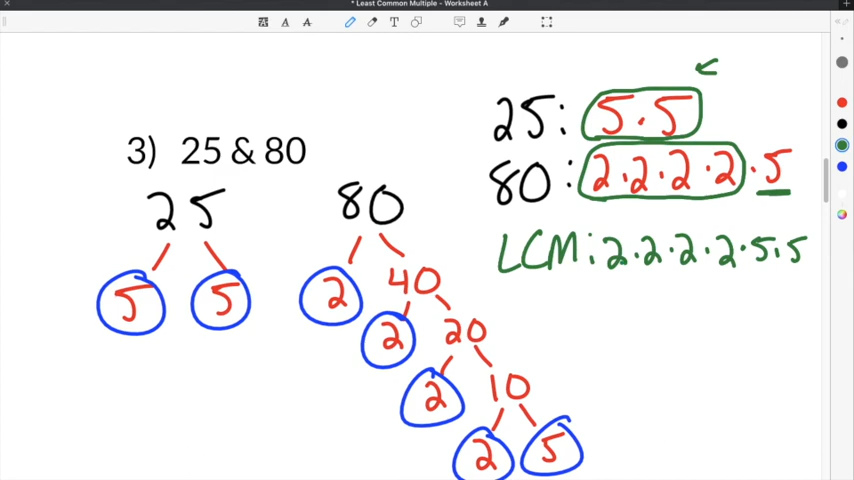 * Least Common Multiple - Worksheet A
A A T
25: 5·5
3) 25 & 80
80: 2·2·2·2·5
25 80
LCM: 2·2·2·2·5·5
5 5 2 40
2 20
2 10
2 5